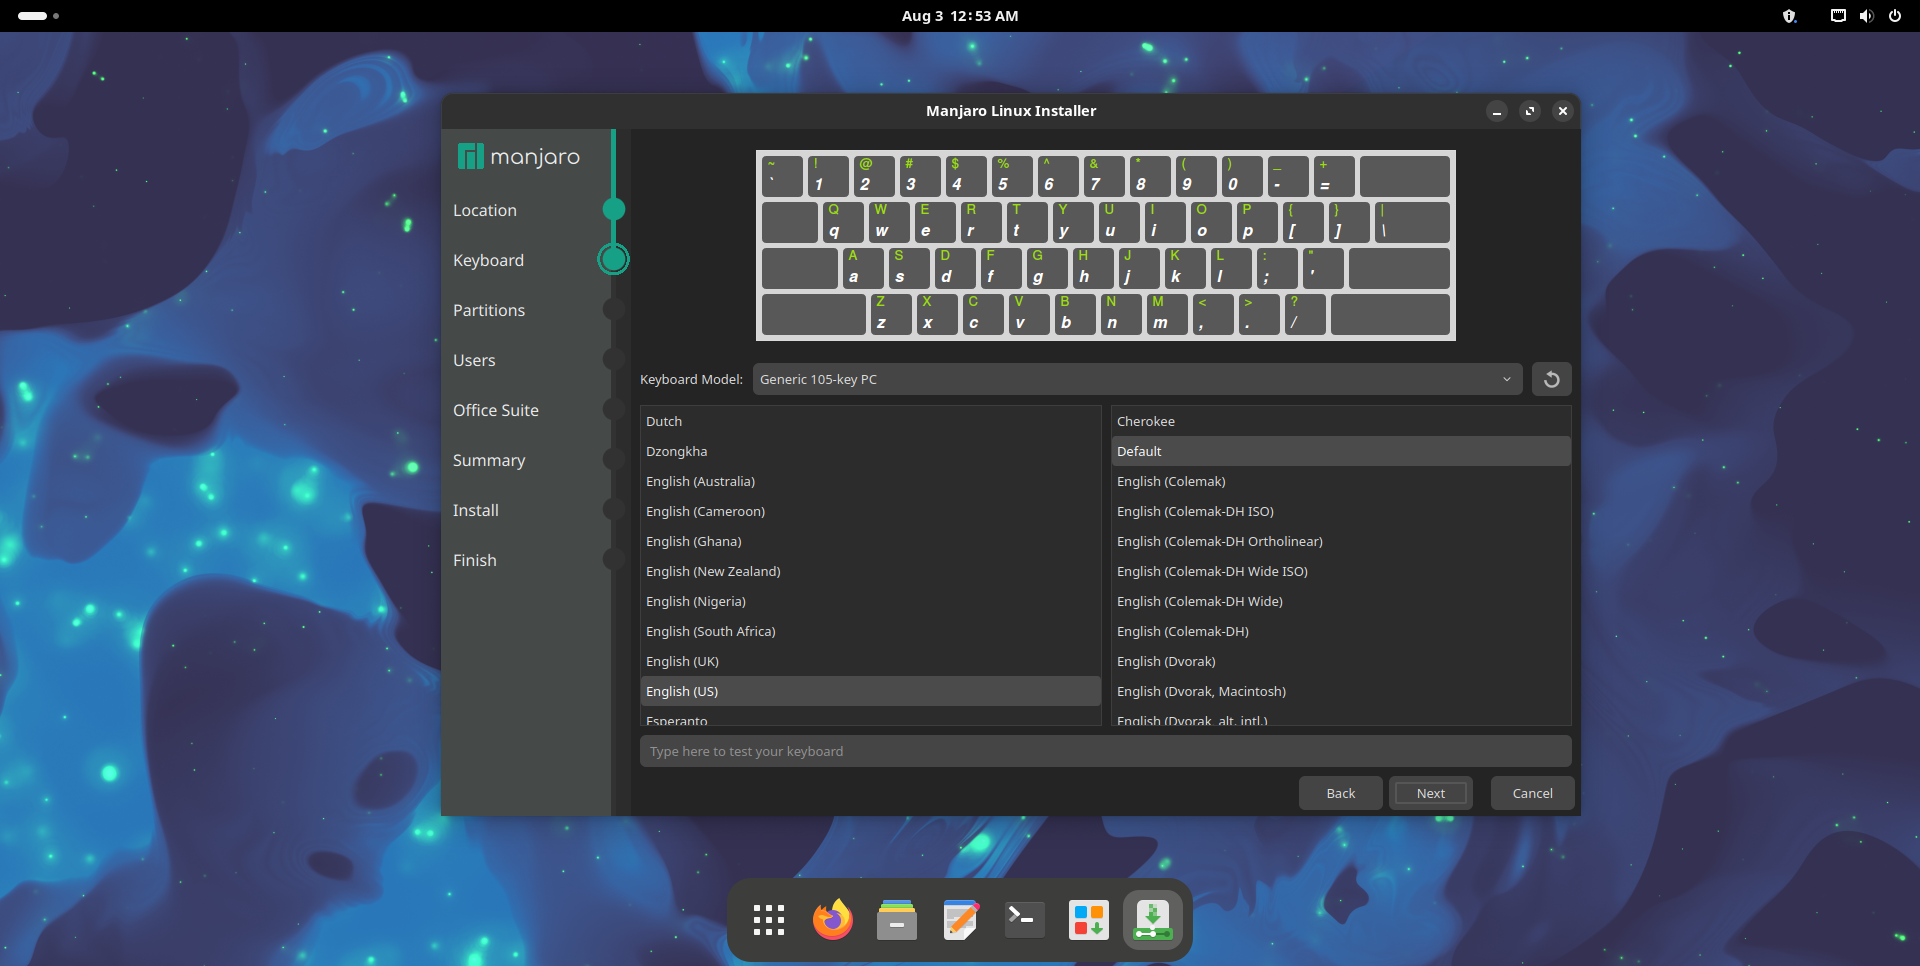 Aug 3 12:53 AM
Manjaro Linux Installer
manjaro
Location
Keyboard
Partitions
Users
Office Suite
Summary
Install
Finish
~ ! @ # $ % ^ & * ( ) _ +
` 1 2 3 4 5 6 7 8 9 0 - =
Q W E R T Y U I O P { } |
q w e r t y u i o p [ ] \
A S D F G H J K L : "
a s d f g h j k l ; '
Z X C V B N M < > ?
z x c v b n m , . /
Keyboard Model: Generic 105-key PC
Dutch
Dzongkha
English (Australia)
English (Cameroon)
English (Ghana)
English (New Zealand)
English (Nigeria)
English (South Africa)
English (UK)
English (US)
Esperanto
Cherokee
Default
English (Colemak)
English (Colemak-DH ISO)
English (Colemak-DH Ortholinear)
English (Colemak-DH Wide ISO)
English (Colemak-DH Wide)
English (Colemak-DH)
English (Dvorak)
English (Dvorak, Macintosh)
English (Dvorak, alt. intl.)
Type here to test your keyboard
Back Next Cancel